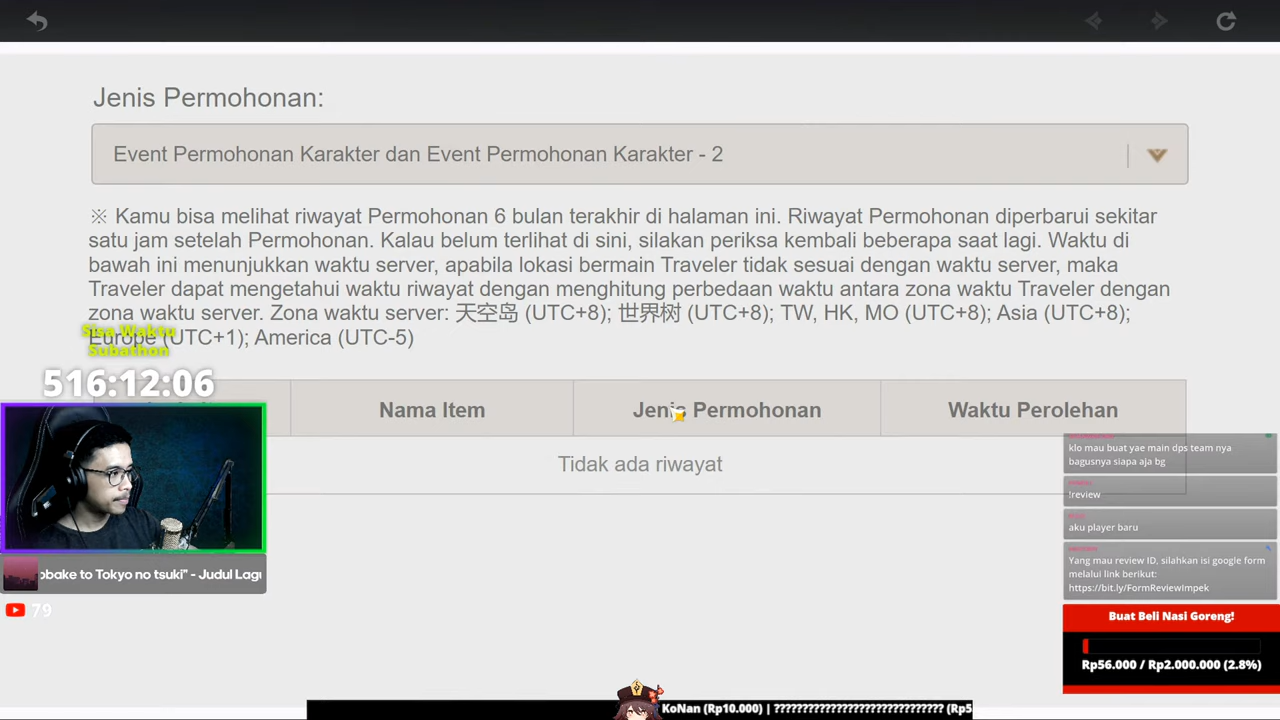 Jenis Permohonan:
Event Permohonan Karakter dan Event Permohonan Karakter - 2
※ Kamu bisa melihat riwayat Permohonan 6 bulan terakhir di halaman ini. Riwayat Permohonan diperbarui sekitar
satu jam setelah Permohonan. Kalau belum terlihat di sini, silakan periksa kembali beberapa saat lagi. Waktu di
bawah ini menunjukkan waktu server, apabila lokasi bermain Traveler tidak sesuai dengan waktu server, maka
Traveler dapat mengetahui waktu riwayat dengan menghitung perbedaan waktu antara zona waktu Traveler dengan
zona waktu server. Zona waktu server: 天空岛 (UTC+8); 世界树 (UTC+8); TW, HK, MO (UTC+8); Asia (UTC+8);
Europe (UTC+1); America (UTC-5)
Sisa Waktu
Subathon
516:12:06
Nama Item
Jenis Permohonan
Waktu Perolehan
Tidak ada riwayat
klo mau buat yae main dps team nya
bagusnya siapa aja bg
!review
aku player baru
Yang mau review ID, silahkan isi google form
melalui link berikut:
https://bit.ly/FormReviewImpek
obake to Tokyo no tsuki" - Judul Lagu
79
Buat Beli Nasi Goreng!
Rp56.000 / Rp2.000.000 (2.8%)
KoNan (Rp10.000) | ????????????????????????????? (Rp5